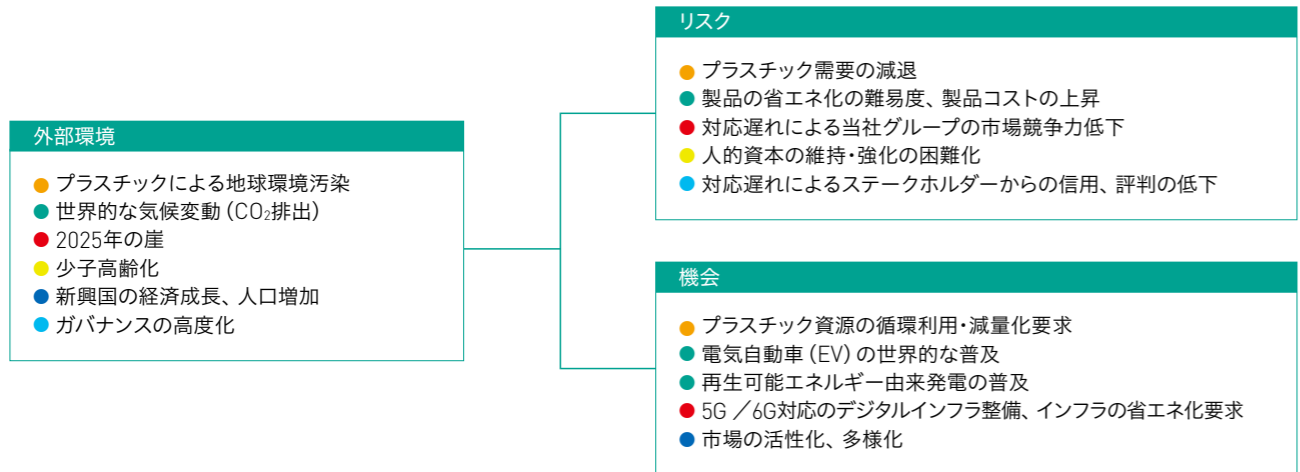 外部環境
プラスチックによる地球環境汚染
世界的な気候変動（CO₂排出）
2025年の崖
少子高齢化
新興国の経済成長、人口増加
ガバナンスの高度化
リスク
プラスチック需要の減退
製品の省エネ化の難易度、製品コストの上昇
対応遅れによる当社グループの市場競争力低下
人的資本の維持・強化の困難化
対応遅れによるステークホルダーからの信用、評判の低下
機会
プラスチック資源の循環利用・減量化要求
電気自動車（EV）の世界的な普及
再生可能エネルギー由来発電の普及
5G／6G対応のデジタルインフラ整備、インフラの省エネ化要求
市場の活性化、多様化